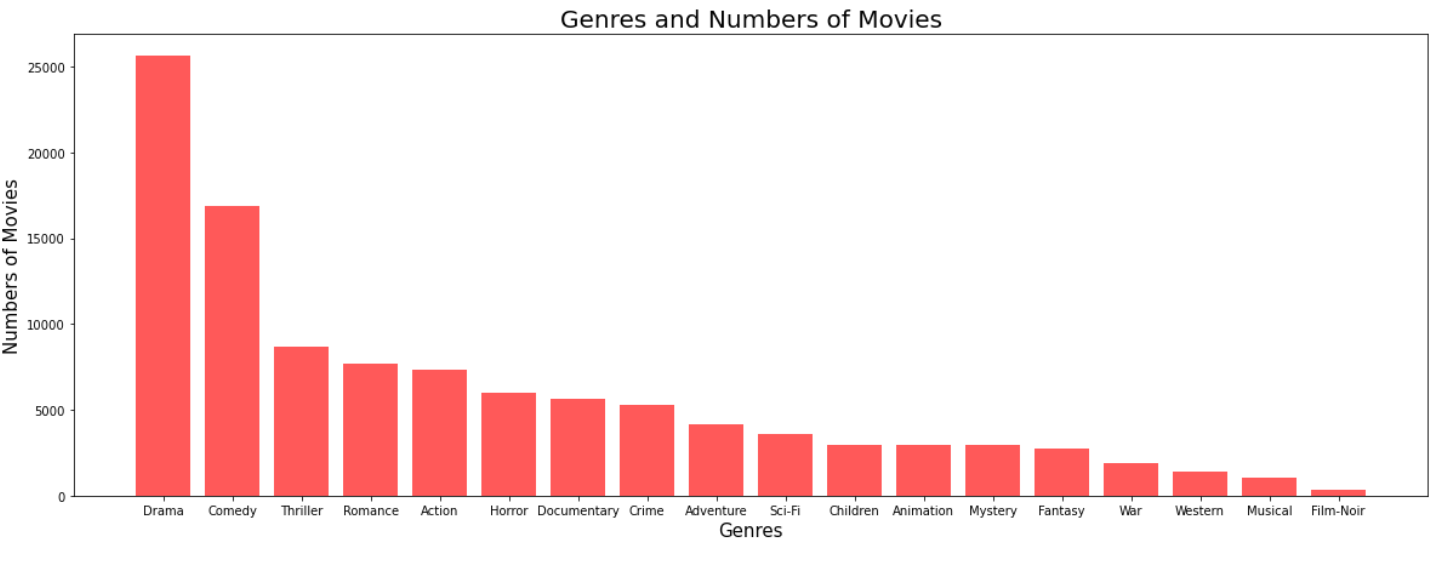 Genres and Numbers of Movies
Numbers of Movies
25000
20000
15000
10000
5000
0
Drama Comedy Thriller Romance Action Horror Documentary Crime Adventure Sci-Fi Children Animation Mystery Fantasy War Western Musical Film-Noir
Genres